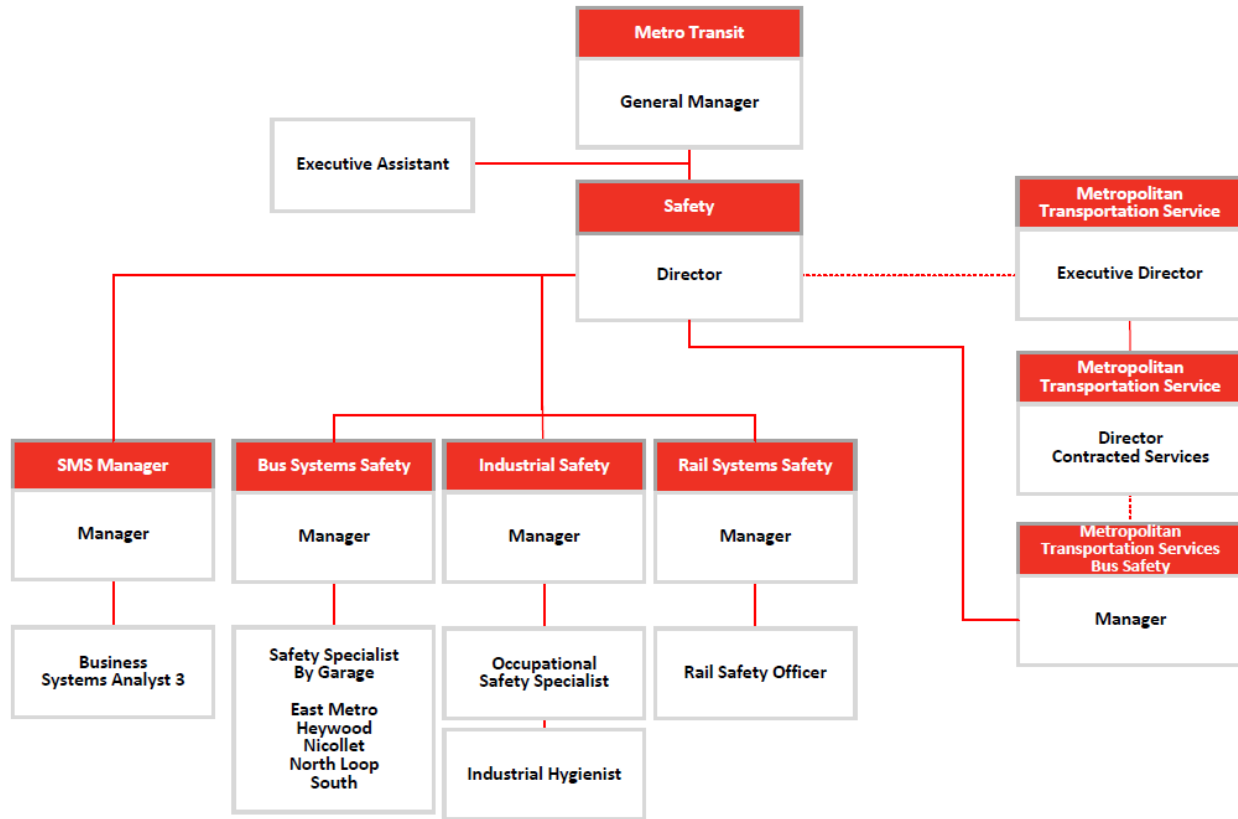 Metro Transit
General Manager
Executive Assistant
Safety
Director
Metropolitan
Transportation Service
Executive Director
Metropolitan
Transportation Service
Director
Contracted Services
SMS Manager
Manager
Business
Systems Analyst 3
Bus Systems Safety
Manager
Safety Specialist
By Garage
East Metro
Heywood
Nicollet
North Loop
South
Industrial Safety
Manager
Occupational
Safety Specialist
Industrial Hygienist
Rail Systems Safety
Manager
Rail Safety Officer
Metropolitan
Transportation Services
Bus Safety
Manager